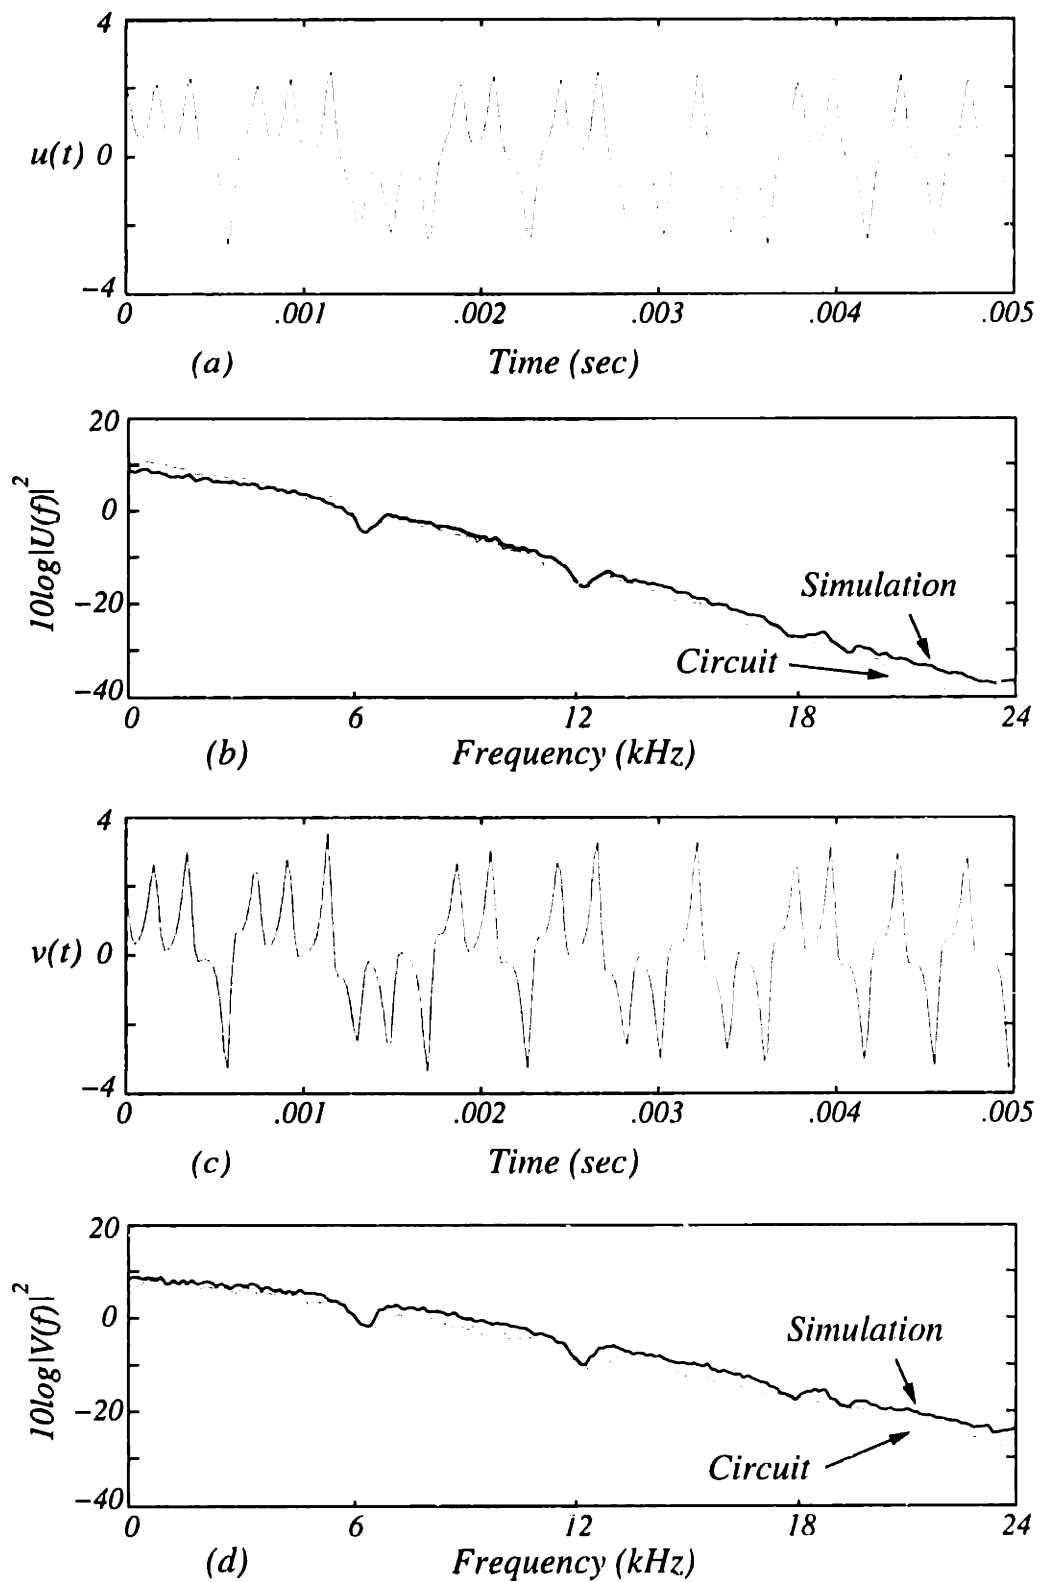 4
u(t) 0
−4
0 .001 .002 .003 .004 .005
(a) Time (sec)
20
0
−20
−40
10log|U(f)|²
Simulation
Circuit
0 6 12 18 24
(b) Frequency (kHz)
4
v(t) 0
−4
0 .001 .002 .003 .004 .005
(c) Time (sec)
20
0
−20
−40
10log|V(f)|²
Simulation
Circuit
0 6 12 18 24
(d) Frequency (kHz)